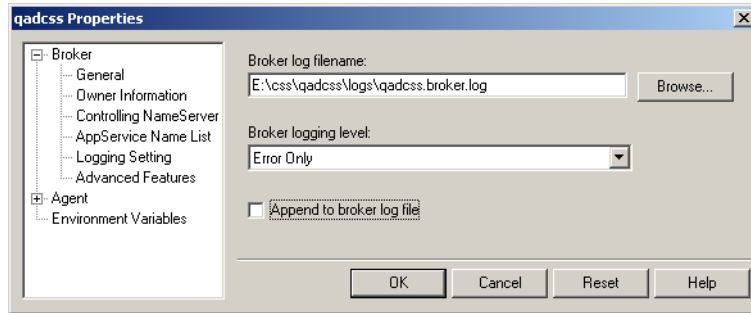 qadcss Properties
Broker
General
Owner Information
Controlling NameServer
AppService Name List
Logging Setting
Advanced Features
Agent
Environment Variables
Broker log filename:
E:\css\qadcss\logs\qadcss.broker.log
Browse...
Broker logging level:
Error Only
Append to broker log file
OK
Cancel
Reset
Help